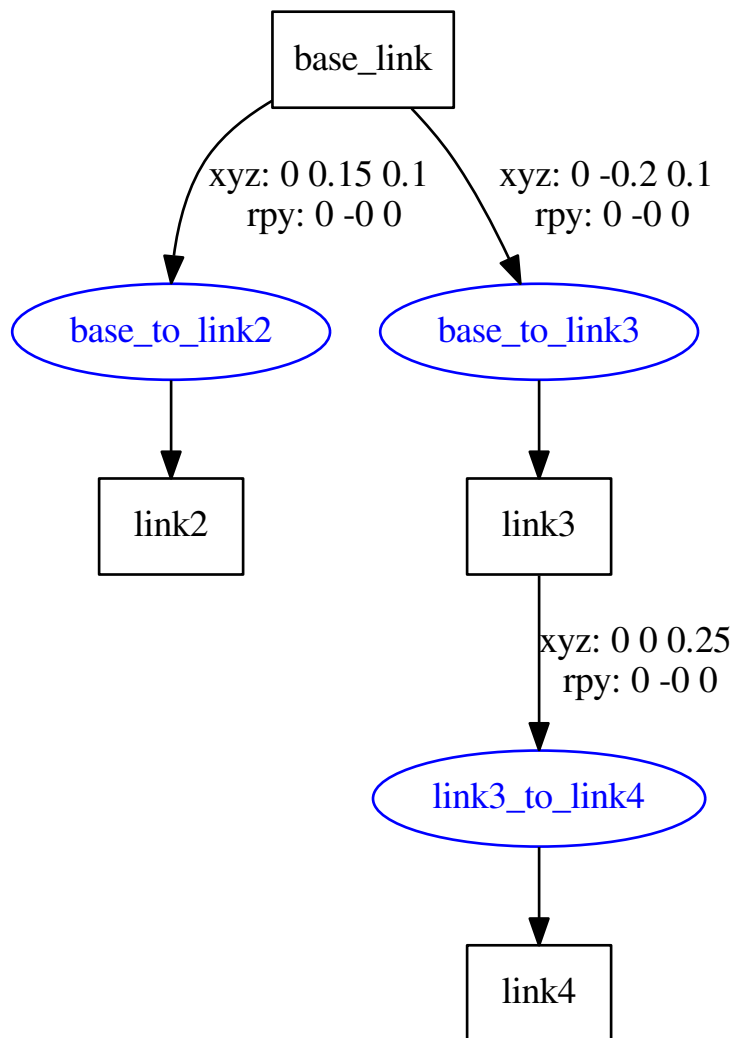 base_link
xyz: 0 0.15 0.1
rpy: 0 -0 0
xyz: 0 -0.2 0.1
rpy: 0 -0 0
base_to_link2
base_to_link3
link2
link3
xyz: 0 0 0.25
rpy: 0 -0 0
link3_to_link4
link4